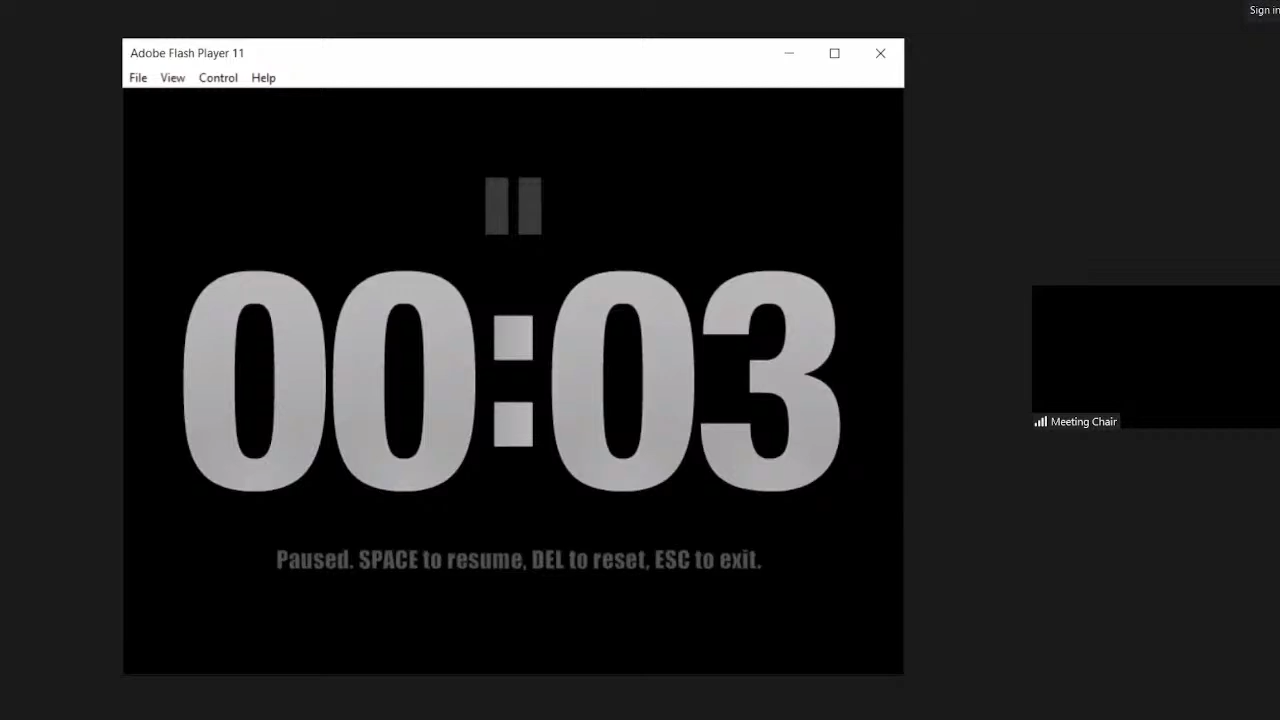 Sign in
Adobe Flash Player 11
File View Control Help
00:03
Paused. SPACE to resume, DEL to reset, ESC to exit.
Meeting Chair